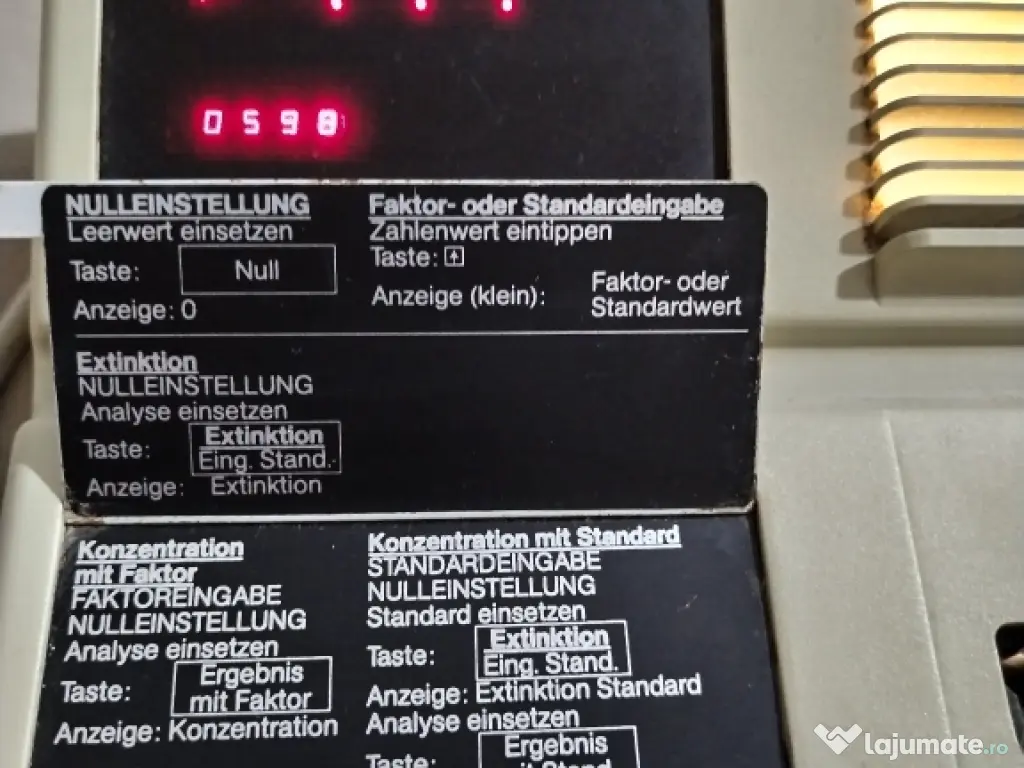 0598
NULLEINSTELLUNG
Leerwert einsetzen
Taste: Null
Anzeige: 0
Faktor- oder Standardeingabe
Zahlenwert eintippen
Taste: ↑
Anzeige (klein): Faktor- oder
Standardwert
Extinktion
NULLEINSTELLUNG
Analyse einsetzen
Taste: Extinktion
Eing. Stand.
Anzeige: Extinktion
Konzentration
mit Faktor
FAKTOREINGABE
NULLEINSTELLUNG
Analyse einsetzen
Taste: Ergebnis
mit Faktor
Anzeige: Konzentration
Konzentration mit Standard
STANDARDEINGABE
NULLEINSTELLUNG
Standard einsetzen
Taste: Extinktion
Eing. Stand.
Anzeige: Extinktion Standard
Analyse einsetzen
Taste: Ergebnis
mit Stand.
lajumate.ro